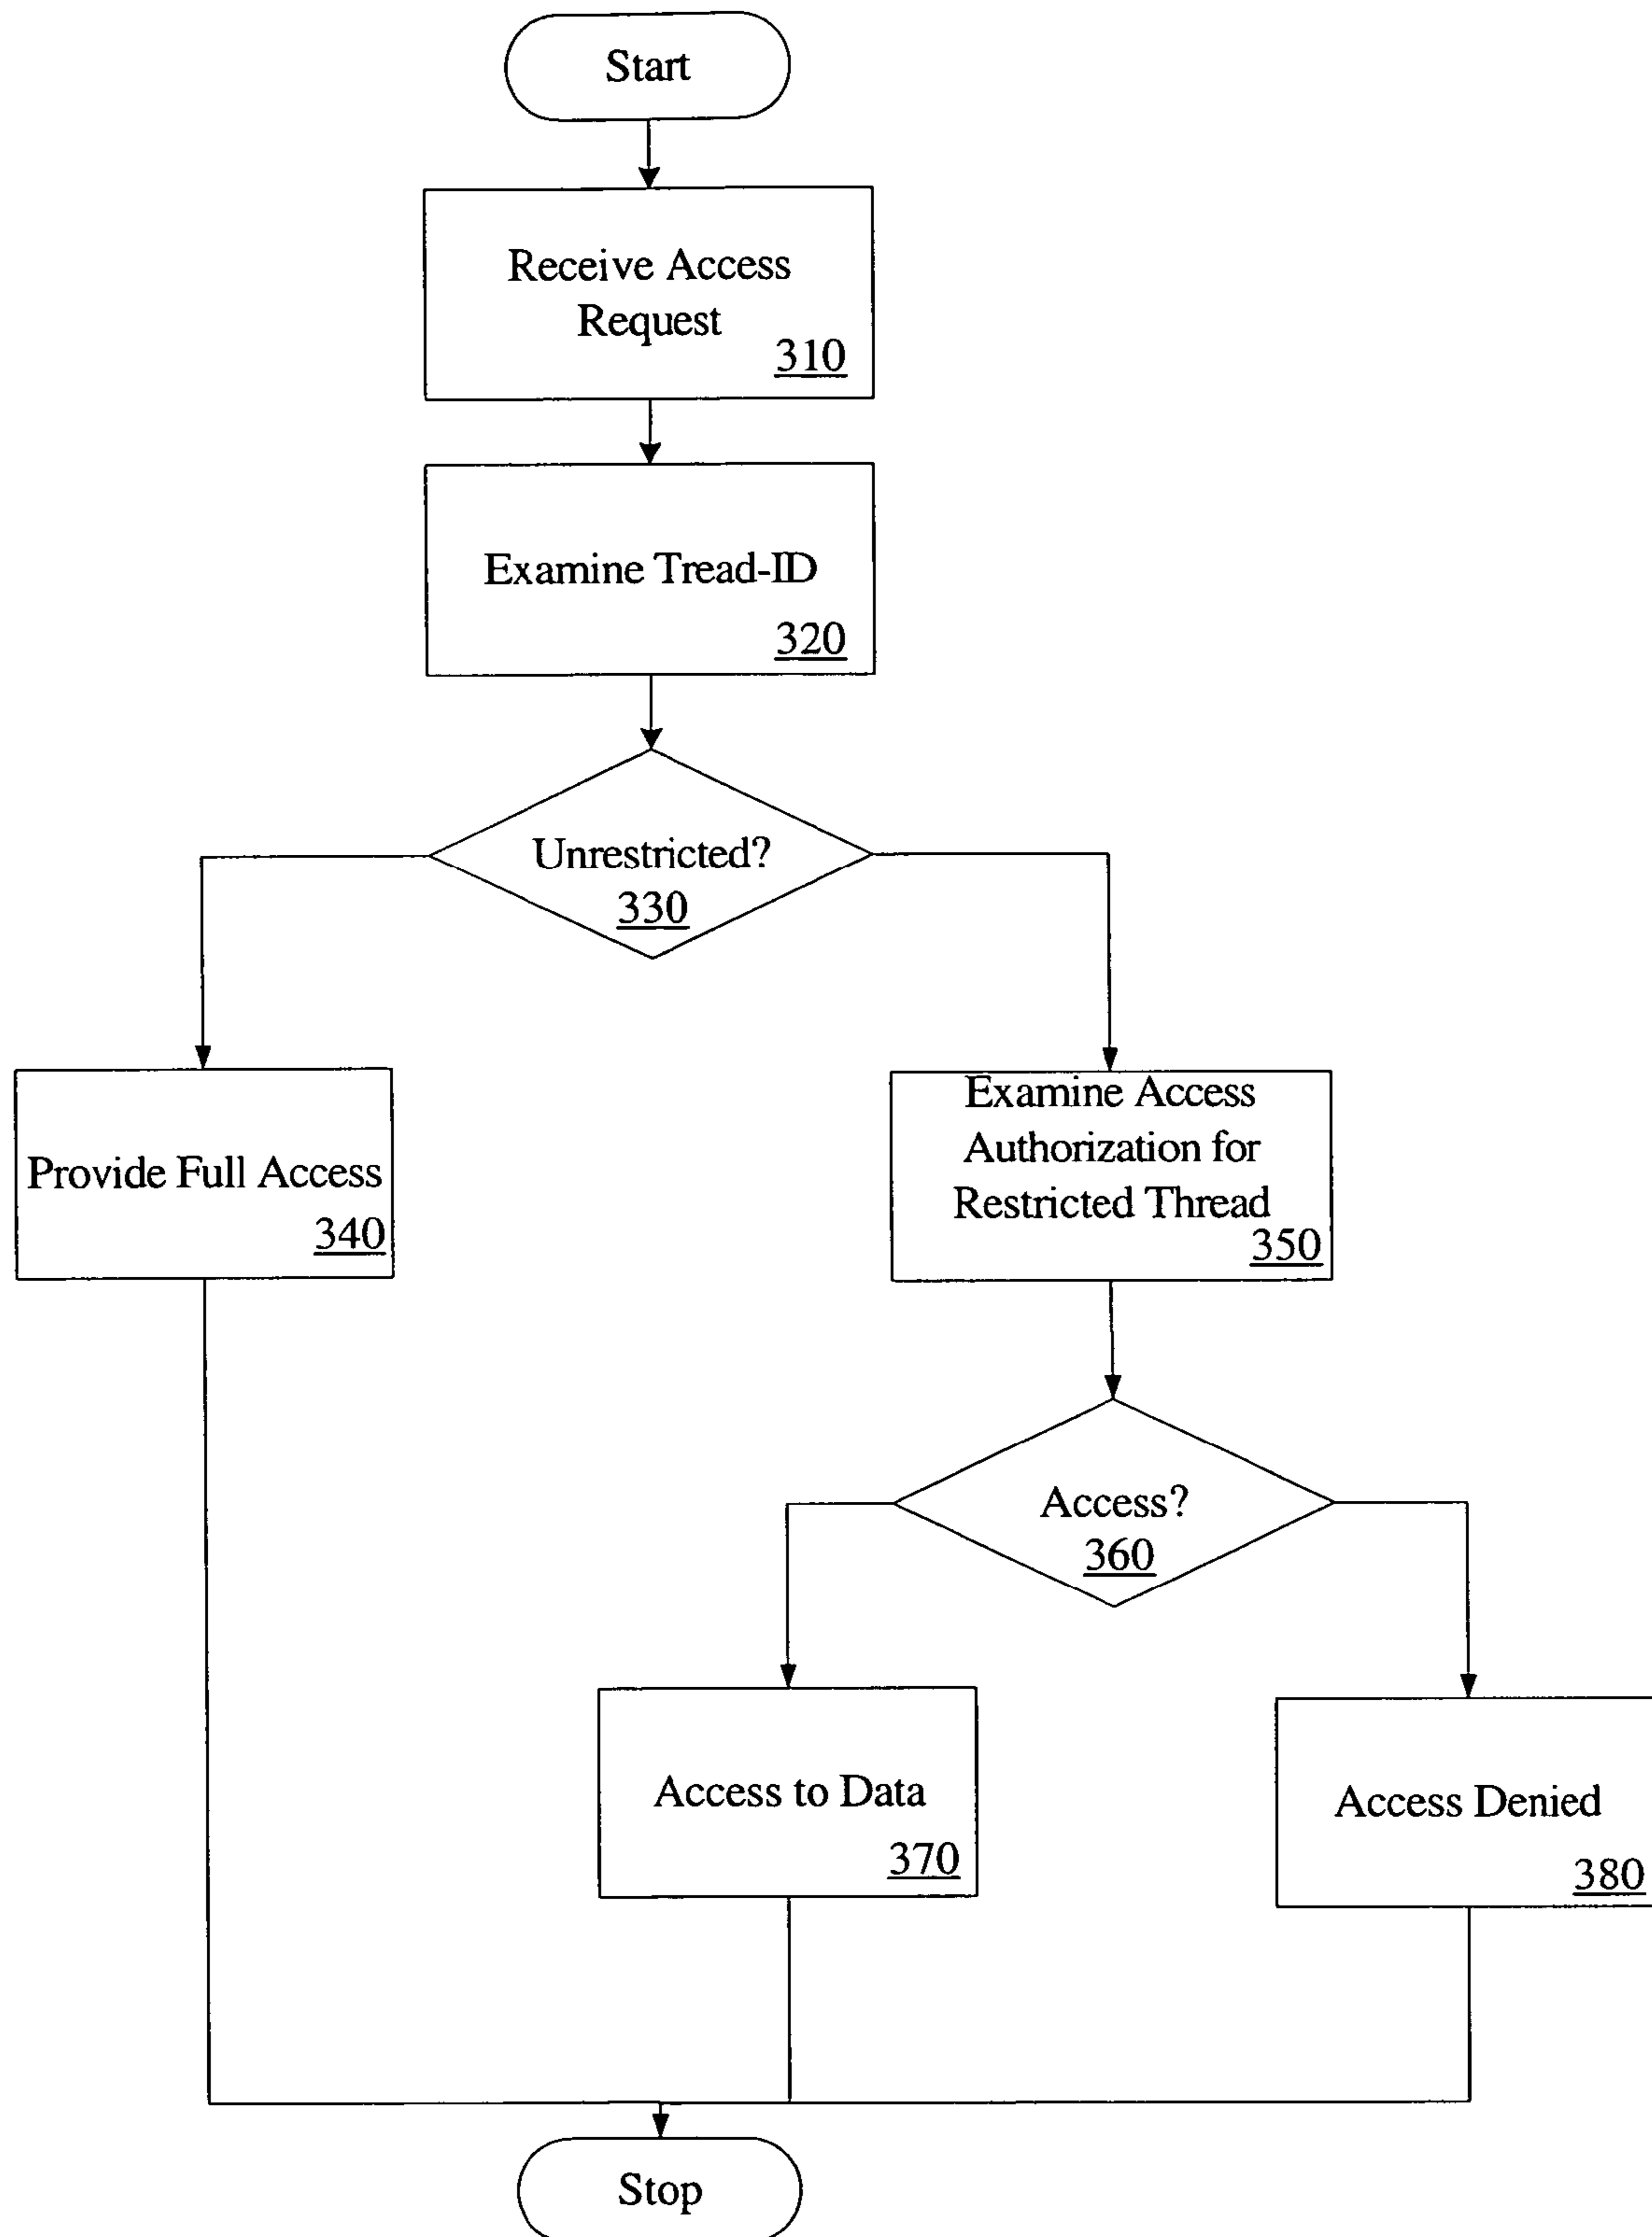 Start
Receive Access
Request
310
Examine Tread-ID
320
Unrestricted?
330
Provide Full Access
340
Examine Access
Authorization for
Restricted Thread
350
Access?
360
Access to Data
370
Access Denied
380
Stop